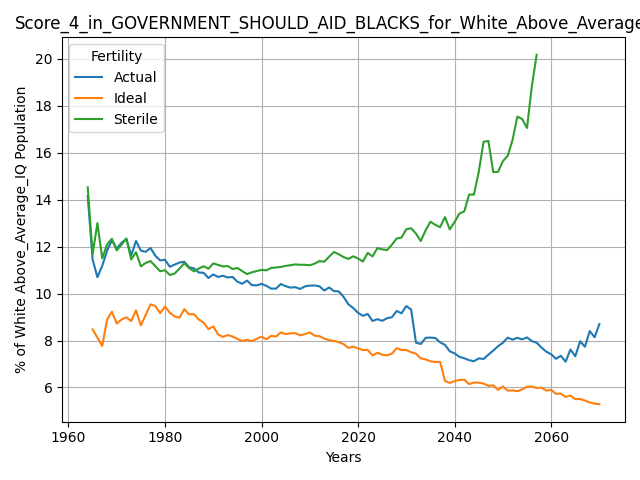 Score_4_in_GOVERNMENT_SHOULD_AID_BLACKS_for_White_Above_Average
Fertility
Actual
Ideal
Sterile
% of White Above_Average_IQ Population
20
18
16
14
12
10
8
6
1960
1980
2000
2020
2040
2060
Years